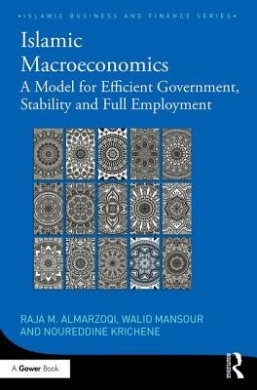 •ISLAMIC BUSINESS AND FINANCE SERIES•
Islamic
Macroeconomics
A Model for Efficient Government,
Stability and Full Employment
RAJA M. ALMARZOQI, WALID MANSOUR
AND NOUREDDINE KRICHENE
A Gower Book
R
ROUTLEDGE